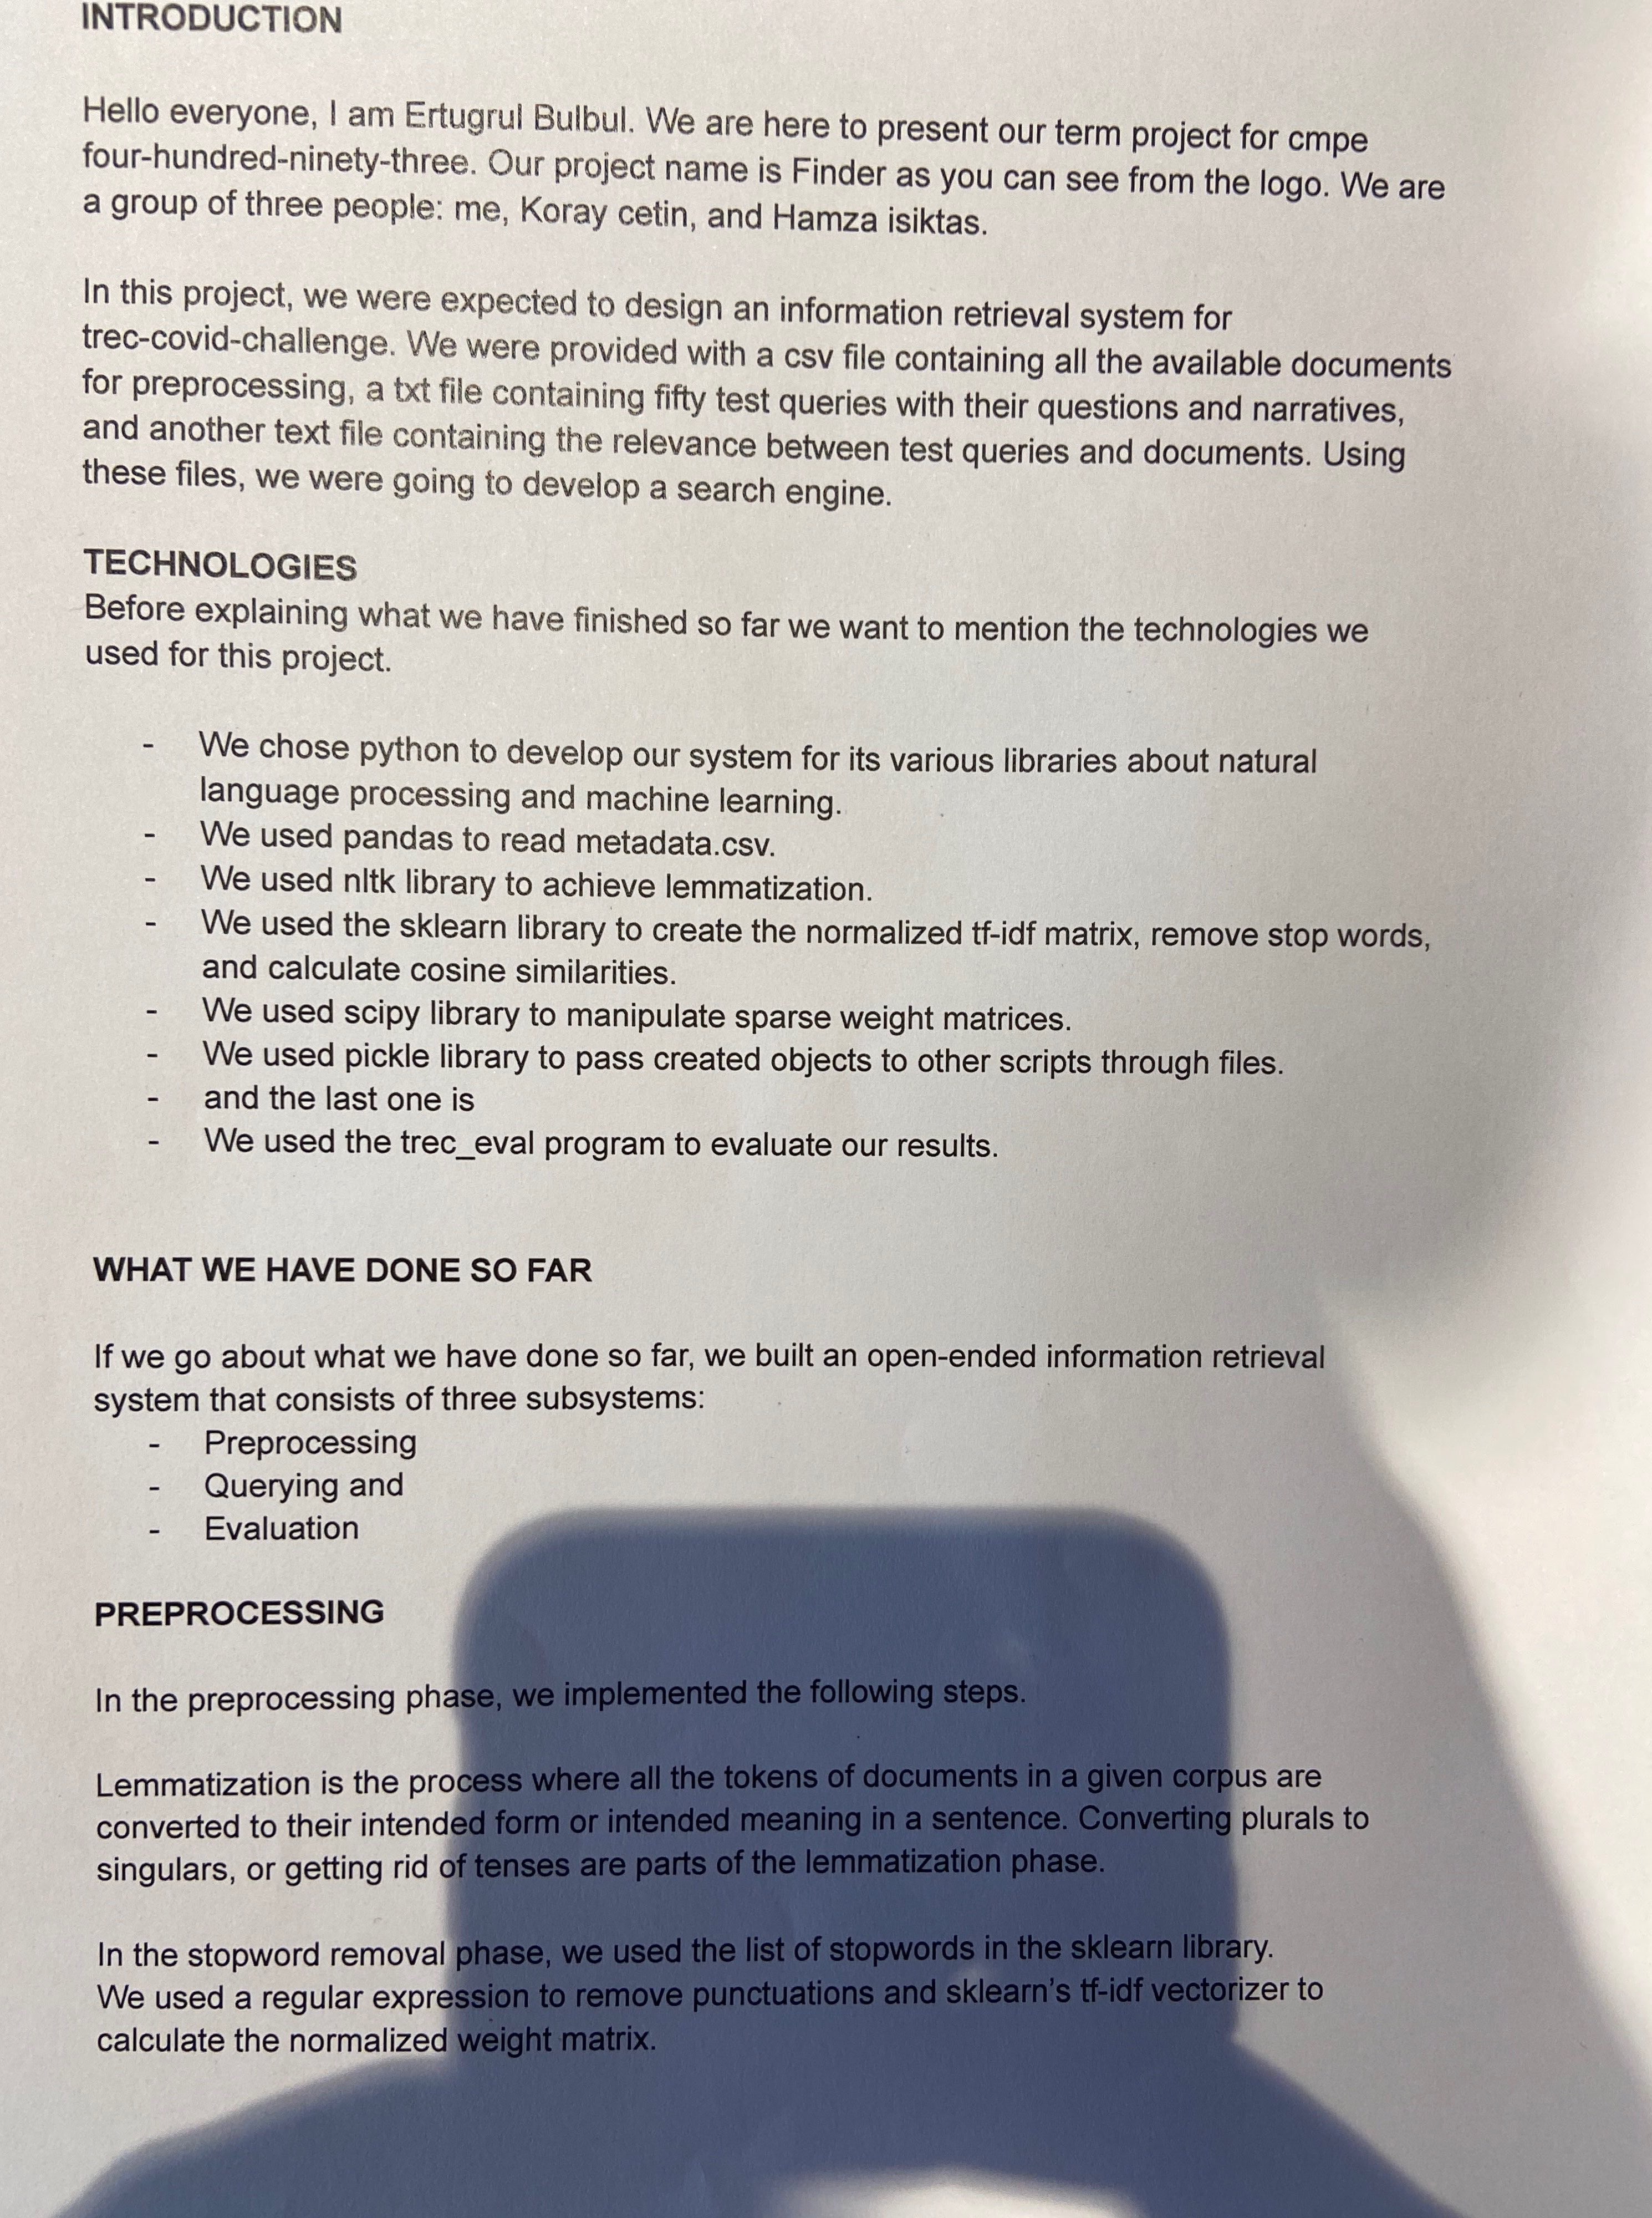 INTRODUCTION
Hello everyone, I am Ertugrul Bulbul. We are here to present our term project for cmpe
four-hundred-ninety-three. Our project name is Finder as you can see from the logo. We are
a group of three people: me, Koray cetin, and Hamza isiktas.
In this project, we were expected to design an information retrieval system for
trec-covid-challenge. We were provided with a csv file containing all the available documents
for preprocessing, a txt file containing fifty test queries with their questions and narratives,
and another text file containing the relevance between test queries and documents. Using
these files, we were going to develop a search engine.
TECHNOLOGIES
Before explaining what we have finished so far we want to mention the technologies we
used for this project.
- We chose python to develop our system for its various libraries about natural
language processing and machine learning.
- We used pandas to read metadata.csv.
- We used nltk library to achieve lemmatization.
- We used the sklearn library to create the normalized tf-idf matrix, remove stop words,
and calculate cosine similarities.
- We used scipy library to manipulate sparse weight matrices.
- We used pickle library to pass created objects to other scripts through files.
- and the last one is
- We used the trec_eval program to evaluate our results.
WHAT WE HAVE DONE SO FAR
If we go about what we have done so far, we built an open-ended information retrieval
system that consists of three subsystems:
- Preprocessing
- Querying and
- Evaluation
PREPROCESSING
In the preprocessing phase, we implemented the following steps.
Lemmatization is the process where all the tokens of documents in a given corpus are
converted to their intended form or intended meaning in a sentence. Converting plurals to
singulars, or getting rid of tenses are parts of the lemmatization phase.
In the stopword removal phase, we used the list of stopwords in the sklearn library.
We used a regular expression to remove punctuations and sklearn's tf-idf vectorizer to
calculate the normalized weight matrix.